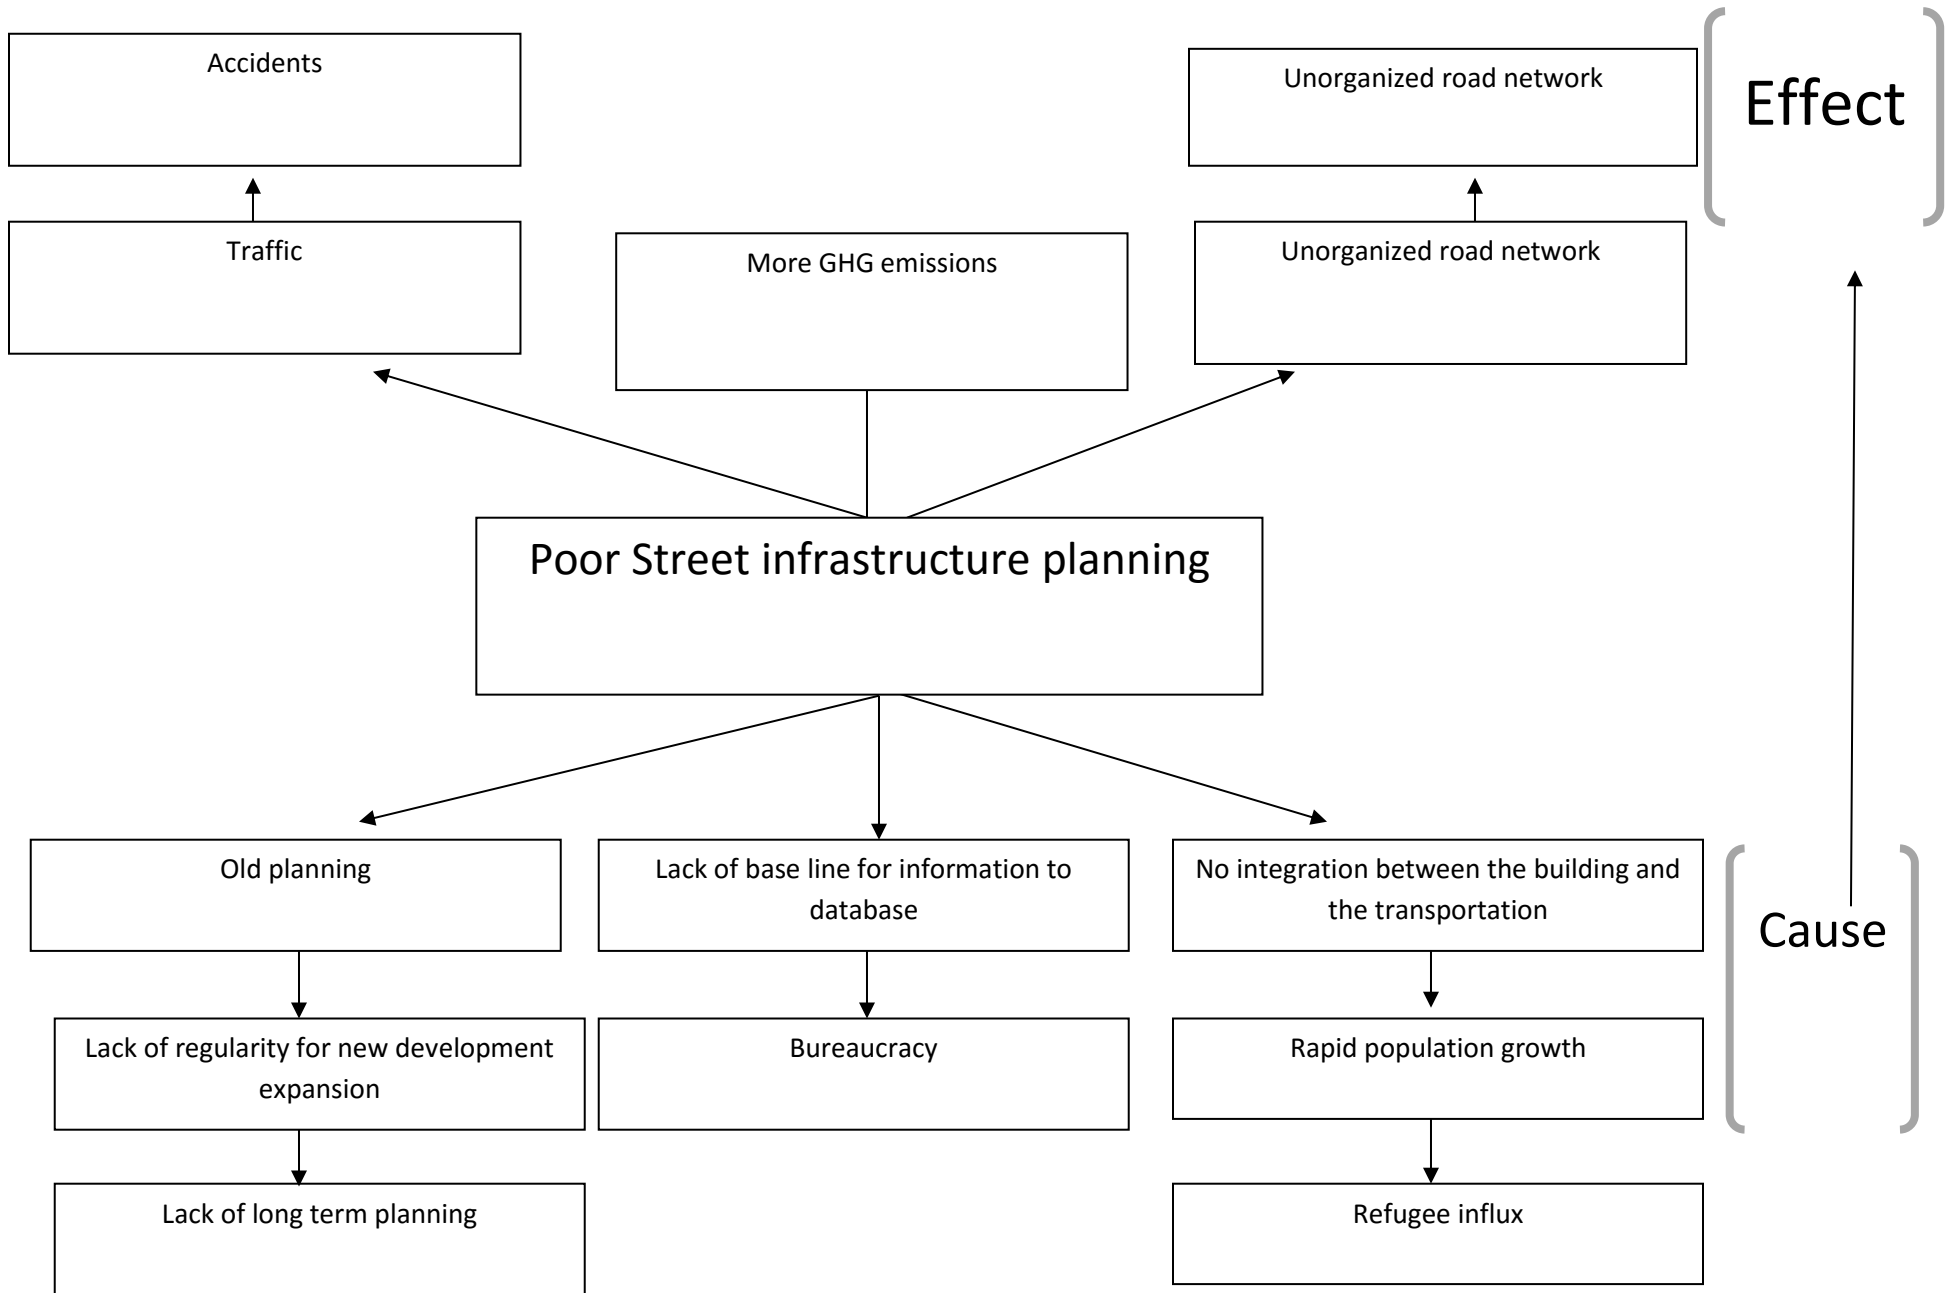 Accidents
Unorganized road network
Effect
Traffic
More GHG emissions
Unorganized road network
Poor Street infrastructure planning
Old planning
Lack of base line for information to
database
No integration between the building and
the transportation
Cause
Lack of regularity for new development
expansion
Bureaucracy
Rapid population growth
Lack of long term planning
Refugee influx